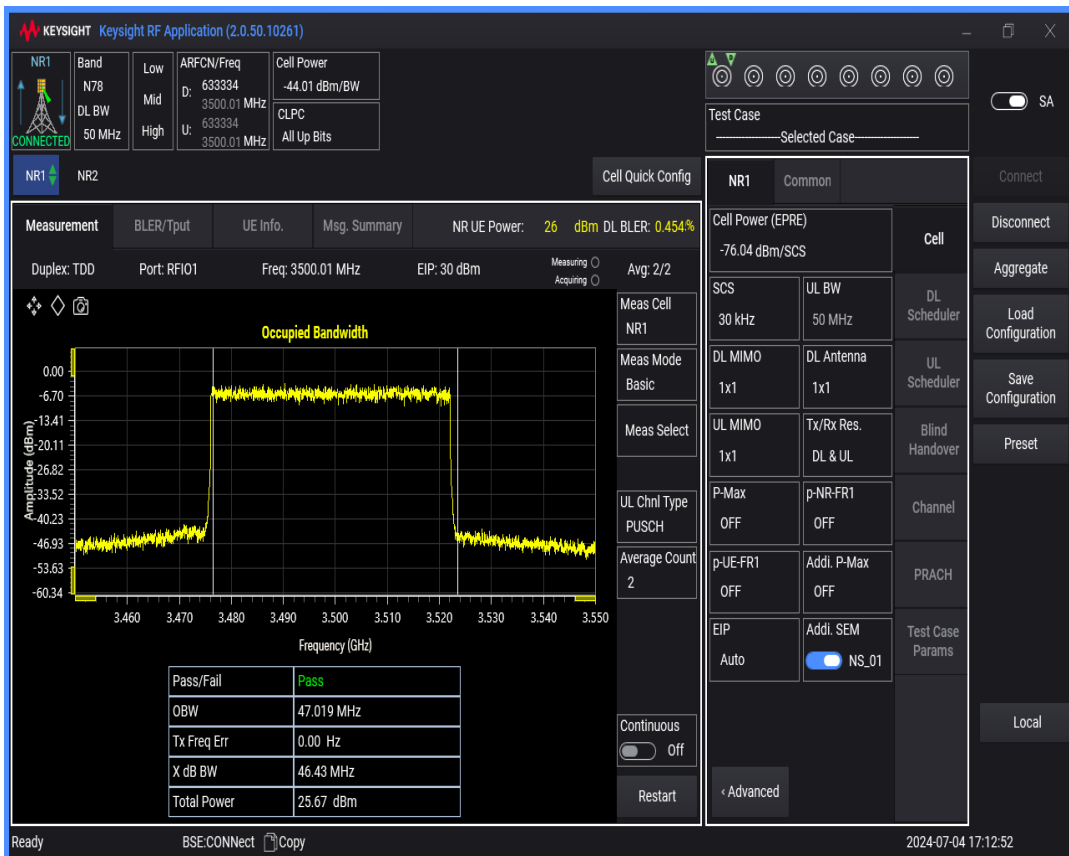 KEYSIGHT Keysight RF Application (2.0.50.10261)
NR1
CONNECTED
Band
N78
DL BW
50 MHz
Low
Mid
High
ARFCN/Freq
D: 633334
3500.01 MHz
U: 633334
3500.01 MHz
Cell Power
-44.01 dBm/BW
CLPC
All Up Bits
Test Case
--------------------Selected Case--------------------
SA
NR1 NR2
Cell Quick Config
NR1 Common
Connect
Disconnect
Aggregate
Load Configuration
Save Configuration
Preset
Local
Measurement BLER/Tput UE Info. Msg. Summary NR UE Power: 26 dBm DL BLER: 0.454%
Duplex: TDD Port: RFIO1 Freq: 3500.01 MHz EIP: 30 dBm Measuring Acquiring Avg: 2/2
Occupied Bandwidth
Amplitude (dBm)
0.00
-6.70
-13.41
-20.11
-26.82
-33.52
-40.23
-46.93
-53.63
-60.34
3.460 3.470 3.480 3.490 3.500 3.510 3.520 3.530 3.540 3.550
Frequency (GHz)
Pass/Fail Pass
OBW 47.019 MHz
Tx Freq Err 0.00 Hz
X dB BW 46.43 MHz
Total Power 25.67 dBm
Meas Cell
NR1
Meas Mode
Basic
Meas Select
UL Chnl Type
PUSCH
Average Count
2
Continuous
Off
Restart
Cell Power (EPRE)
-76.04 dBm/SCS
SCS
30 kHz
UL BW
50 MHz
DL MIMO
1x1
DL Antenna
1x1
UL MIMO
1x1
Tx/Rx Res.
DL & UL
P-Max
OFF
p-NR-FR1
OFF
p-UE-FR1
OFF
Addi. P-Max
OFF
EIP
Auto
Addi. SEM
NS_01
‹ Advanced
Cell
DL
Scheduler
UL
Scheduler
Blind
Handover
Channel
PRACH
Test Case
Params
Ready BSE:CONNect Copy 2024-07-04 17:12:52